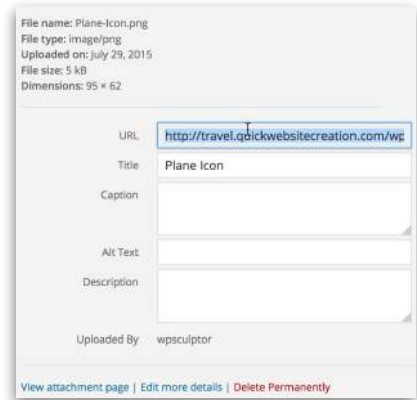 File name: Plane-Icon.png
File type: image/png
Uploaded on: July 29, 2015
File size: 5 kB
Dimensions: 95 × 62
URL http://travel.quickwebsitecreation.com/wp
Title Plane Icon
Caption
Alt Text
Description
Uploaded By wpsculptor
View attachment page | Edit more details | Delete Permanently